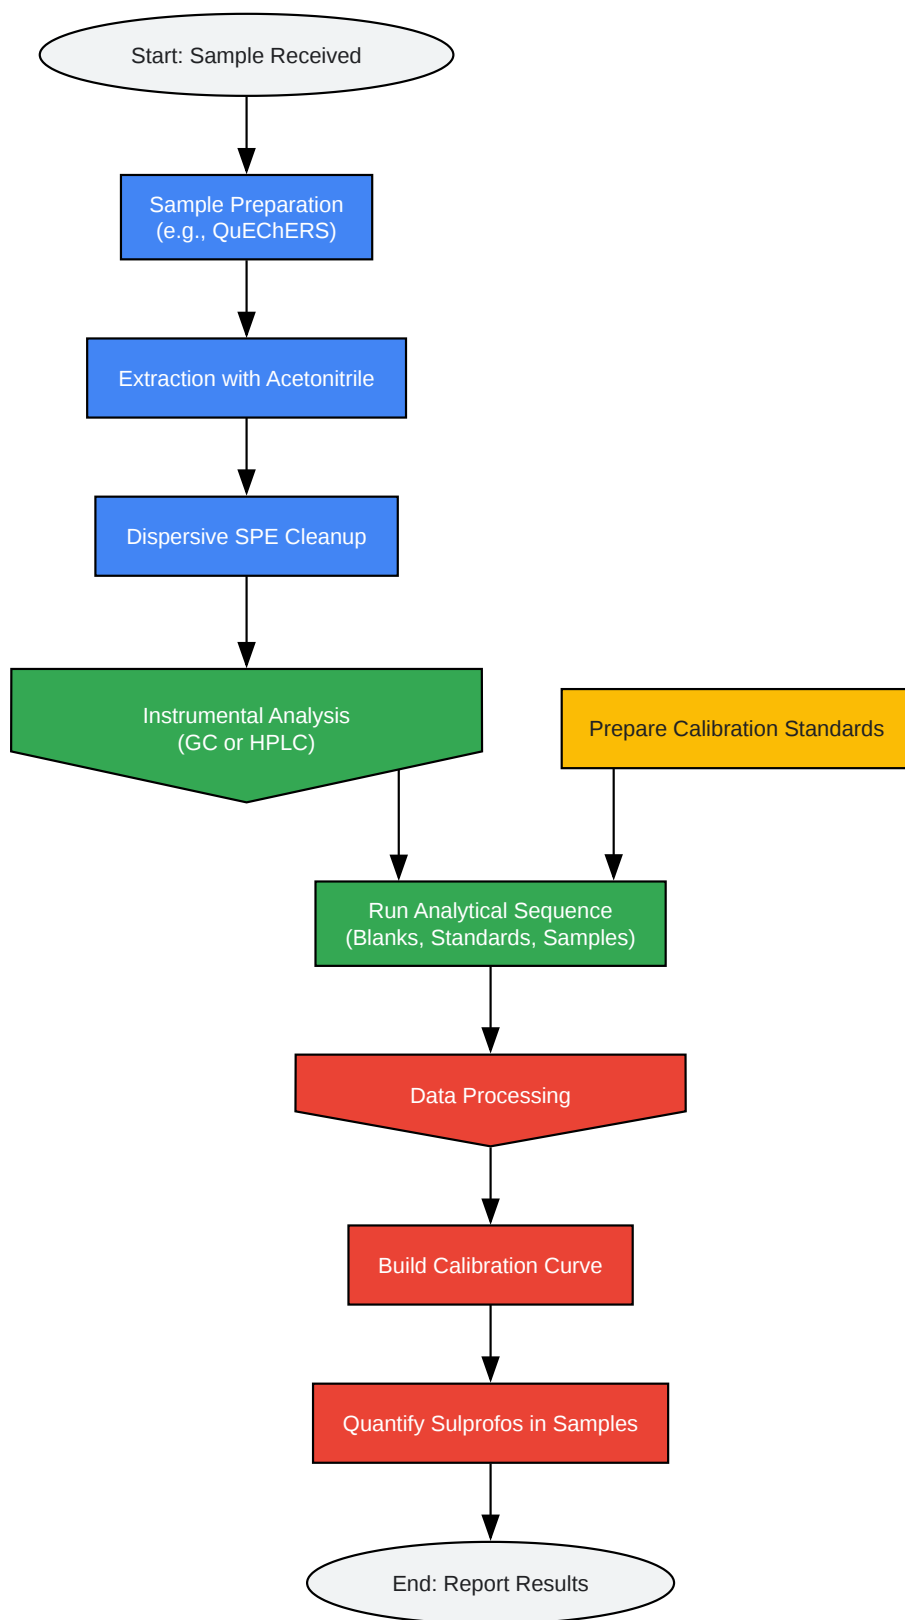 Start: Sample Received
Sample Preparation
(e.g., QuEChERS)
Extraction with Acetonitrile
Dispersive SPE Cleanup
Instrumental Analysis
(GC or HPLC)
Prepare Calibration Standards
Run Analytical Sequence
(Blanks, Standards, Samples)
Data Processing
Build Calibration Curve
Quantify Sulprofos in Samples
End: Report Results